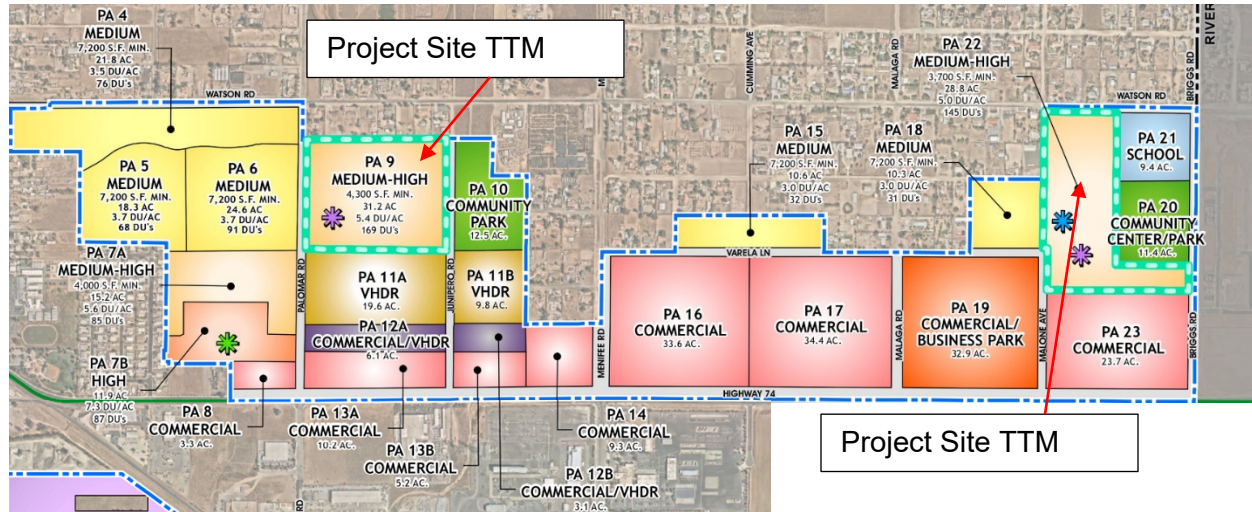 PA 4
MEDIUM
7,200 S.F. MIN.
21.8 AC
3.5 DU/AC
76 DU's
Project Site TTM
CUMMING AVE
MALAGA RD
PA 22
MEDIUM-HIGH
3,700 S.F. MIN.
28.8 AC
5.0 DU/AC
145 DU's
RIVER
BRIGGS RD
WATSON RD
WATSON RD
PA 5
MEDIUM
7,200 S.F. MIN.
18.3 AC
3.7 DU/AC
68 DU's
PA 6
MEDIUM
7,200 S.F. MIN.
24.6 AC
3.7 DU/AC
91 DU's
PA 9
MEDIUM-HIGH
4,300 S.F. MIN.
31.2 AC
5.4 DU/AC
169 DU's
PA 10
COMMUNITY
PARK
12.5 AC.
PA 15
MEDIUM
7,200 S.F. MIN.
10.6 AC
3.0 DU/AC
32 DU's
PA 18
MEDIUM
7,200 S.F. MIN.
10.3 AC
3.0 DU/AC
31 DU's
PA 21
SCHOOL
9.4 AC.
PA 20
COMMUNITY
CENTER/PARK
11.4 AC.
PA 7A
MEDIUM-HIGH
4,000 S.F. MIN.
15.2 AC
5.6 DU/AC
85 DU's
PALOMAR RD
PA 11A
VHDR
19.6 AC.
JUNIPERO RD
PA 11B
VHDR
9.8 AC.
VARELA LN
PA 12A
COMMERCIAL/VHDR
6.1 AC.
MENIFEE RD
PA 16
COMMERCIAL
33.6 AC.
PA 17
COMMERCIAL
34.4 AC.
MALAGA RD
PA 19
COMMERCIAL/
BUSINESS PARK
32.9 AC.
MALONE AVE
PA 23
COMMERCIAL
23.7 AC.
BRIGGS RD
PA 7B
HIGH
11.9 AC
7.3 DU/AC
87 DU's
HIGHWAY 74
PA 8
COMMERCIAL
3.3 AC.
PA 13A
COMMERCIAL
10.2 AC.
PA 13B
COMMERCIAL
5.2 AC.
PA 14
COMMERCIAL
9.3 AC.
PA 12B
COMMERCIAL/VHDR
3.1 AC.
Project Site TTM
RD